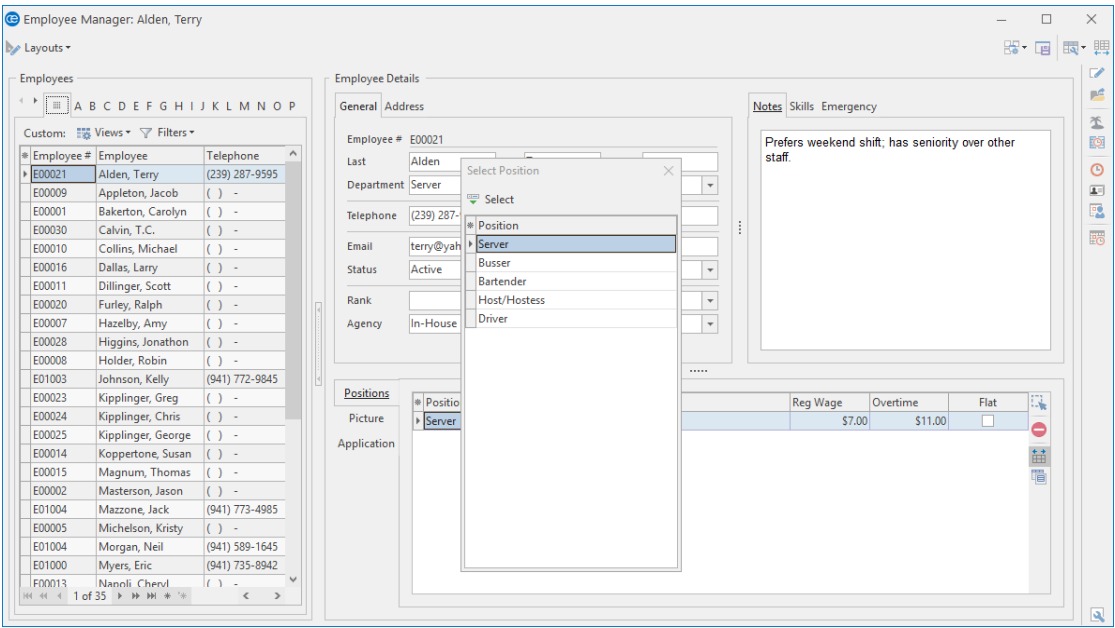 Employee Manager: Alden, Terry
Layouts
Employees
A B C D E F G H I J K L M N O P
Custom: Views Filters
Employee # Employee Telephone
E00021 Alden, Terry (239) 287-9595
E00009 Appleton, Jacob ( ) -
E00001 Bakerton, Carolyn ( ) -
E00030 Calvin, T.C. ( ) -
E00010 Collins, Michael ( ) -
E00016 Dallas, Larry ( ) -
E00011 Dillinger, Scott ( ) -
E00020 Furley, Ralph ( ) -
E00007 Hazelby, Amy ( ) -
E00028 Higgins, Jonathon ( ) -
E00008 Holder, Robin ( ) -
E01003 Johnson, Kelly (941) 772-9845
E00023 Kipplinger, Greg ( ) -
E00024 Kipplinger, Chris ( ) -
E00025 Kipplinger, George ( ) -
E00014 Koppertone, Susan ( ) -
E00015 Magnum, Thomas ( ) -
E00002 Masterson, Jason ( ) -
E01004 Mazzone, Jack (941) 773-4985
E00005 Michelson, Kristy ( ) -
E01004 Morgan, Neil (941) 589-1645
E01000 Myers, Eric (941) 735-8942
E00013 Napoli, Cheryl ( ) -
1 of 35
Employee Details
General Address
Employee # E00021
Last Alden
Department Server
Telephone (239) 287-
Email terry@yah
Status Active
Rank
Agency In-House
Select Position
Select
Position
Server
Busser
Bartender
Host/Hostess
Driver
Notes Skills Emergency
Prefers weekend shift; has seniority over other
staff.
Positions
Picture
Application
Positio Reg Wage Overtime Flat
Server $7.00 $11.00